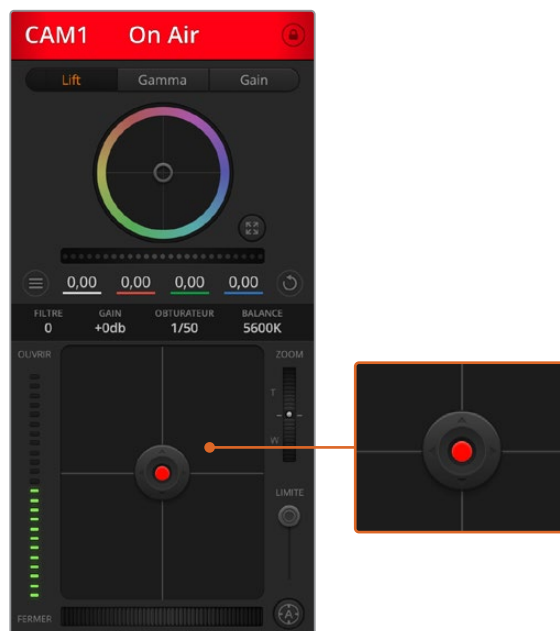 CAM1 On Air
Lift Gamma Gain
0,00 0,00 0,00 0,00
FILTRE GAIN OBTURATEUR BALANCE
0 +0db 1/50 5600K
OUVRIR ZOOM
T
W
LIMITE
FERMER A